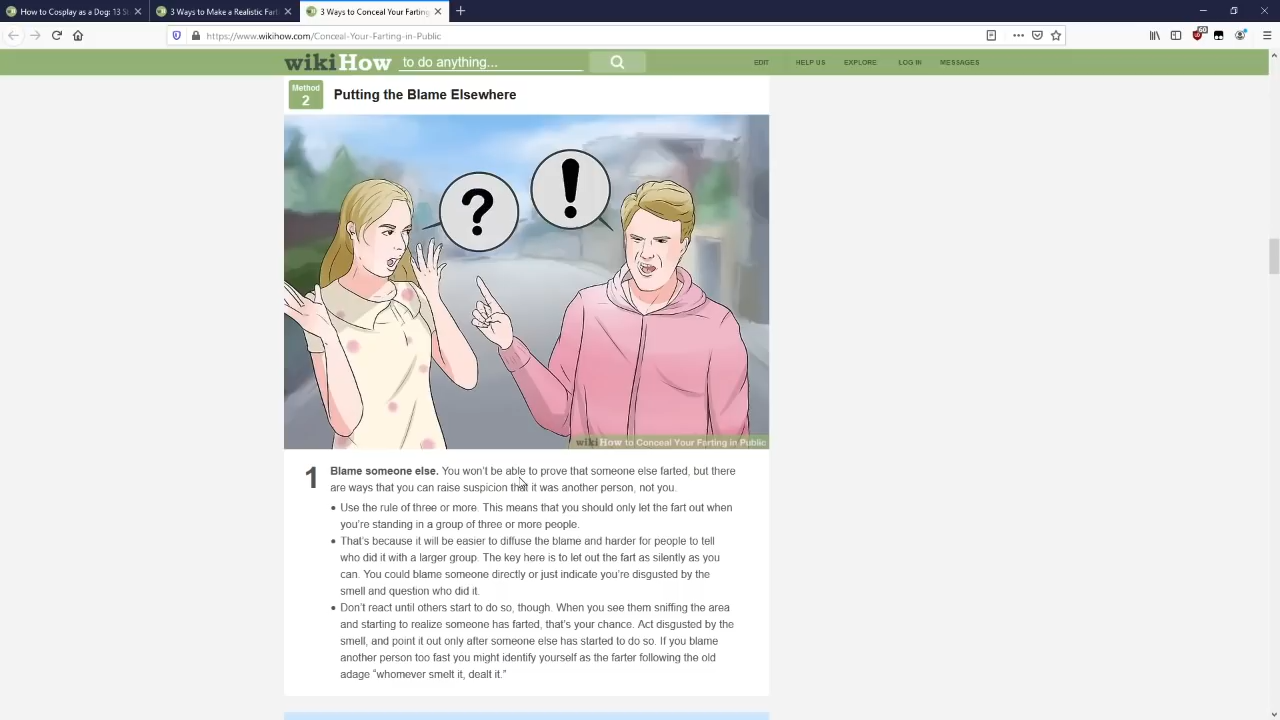 How to Cosplay as a Dog: 13 St
3 Ways to Make a Realistic Fart
3 Ways to Conceal Your Farting
https://www.wikihow.com/Conceal-Your-Farting-in-Public
60
wikiHow to do anything... EDIT HELP US EXPLORE LOG IN MESSAGES
Method
2
Putting the Blame Elsewhere
? !
wikiHow to Conceal Your Farting in Public
1
Blame someone else. You won't be able to prove that someone else farted, but there
are ways that you can raise suspicion that it was another person, not you.
• Use the rule of three or more. This means that you should only let the fart out when
you're standing in a group of three or more people.
• That's because it will be easier to diffuse the blame and harder for people to tell
who did it with a larger group. The key here is to let out the fart as silently as you
can. You could blame someone directly or just indicate you're disgusted by the
smell and question who did it.
• Don't react until others start to do so, though. When you see them sniffing the area
and starting to realize someone has farted, that's your chance. Act disgusted by the
smell, and point it out only after someone else has started to do so. If you blame
another person too fast you might identify yourself as the farter following the old
adage “whomever smelt it, dealt it.”